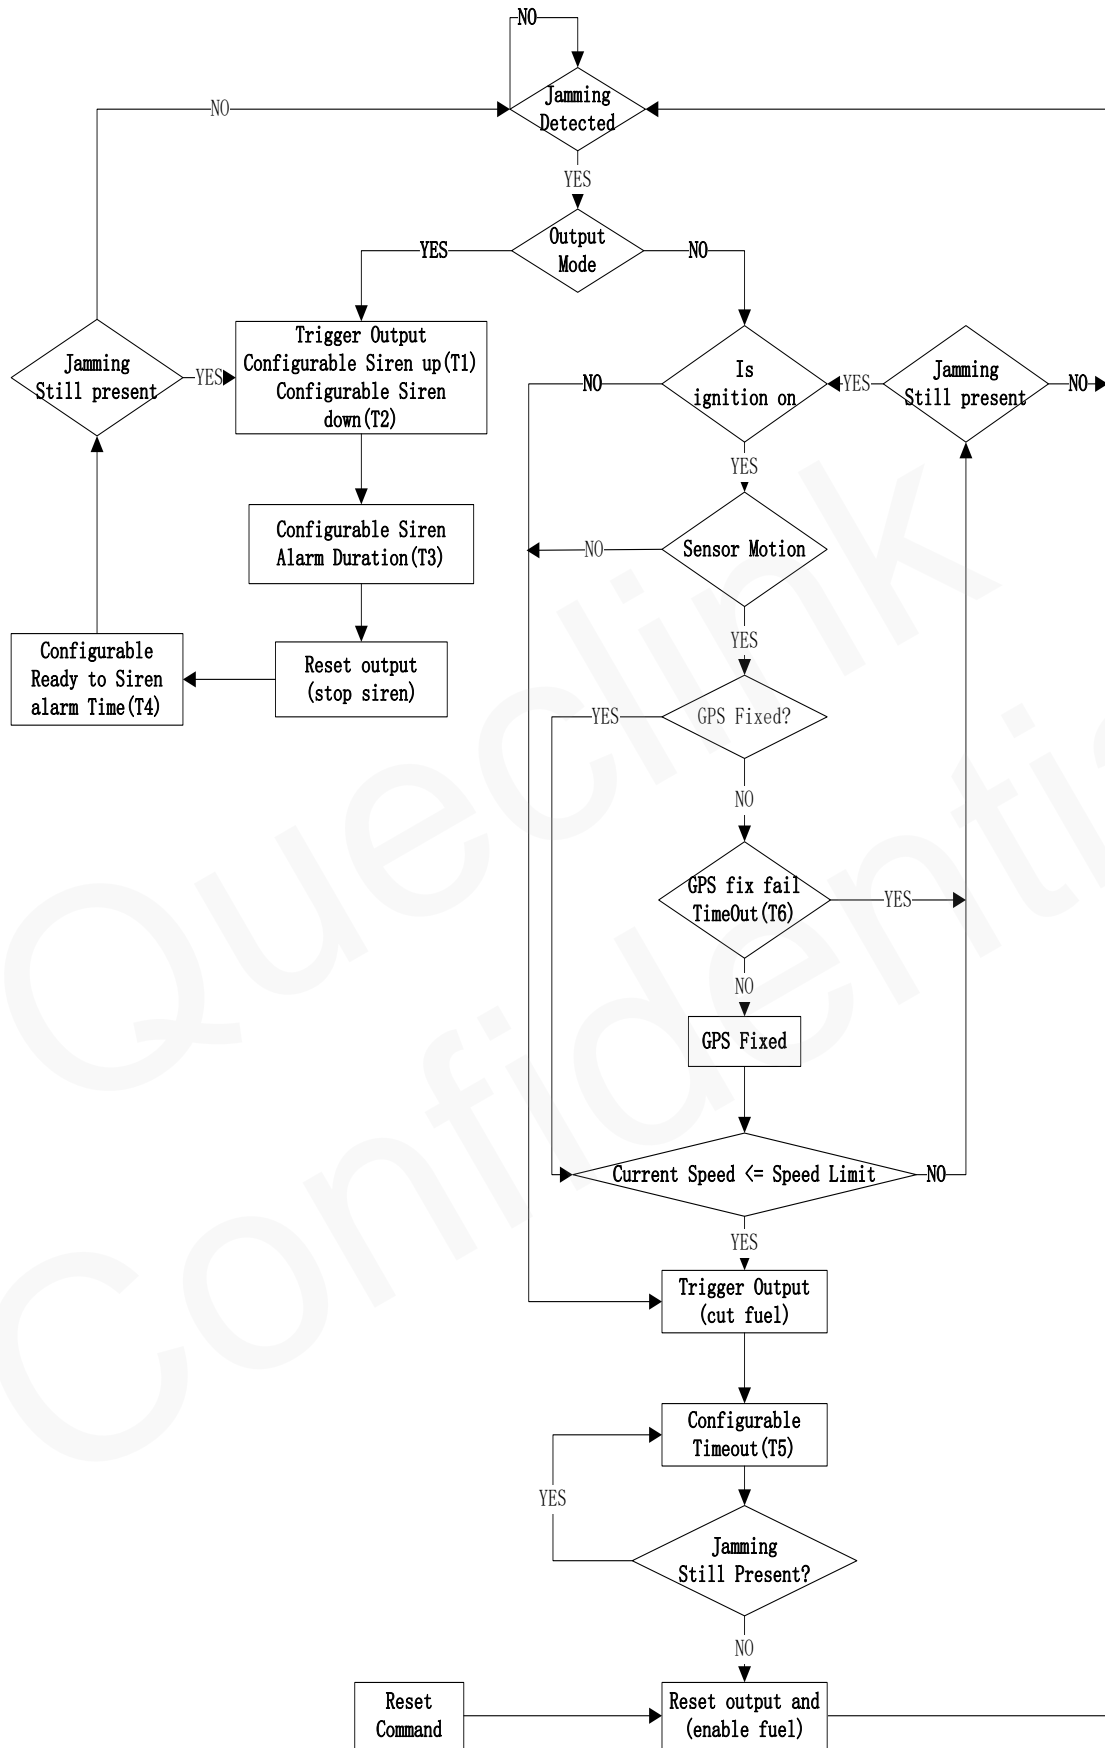 NO
Jamming
Detected
NO
YES
Output
Mode
YES
NO
Trigger Output
Configurable Siren up(T1)
Configurable Siren
down(T2)
Jamming
Still present
YES
Is
ignition on
NO
YES
Jamming
Still present
NO
YES
Configurable Siren
Alarm Duration(T3)
Sensor Motion
NO
YES
Configurable
Ready to Siren
alarm Time(T4)
Reset output
(stop siren)
GPS Fixed?
YES
NO
GPS fix fail
TimeOut(T6)
YES
NO
GPS Fixed
Current Speed <= Speed Limit
NO
YES
Trigger Output
(cut fuel)
Configurable
Timeout(T5)
YES
Jamming
Still Present?
NO
Reset
Command
Reset output and
(enable fuel)
Queclink
Confidentia